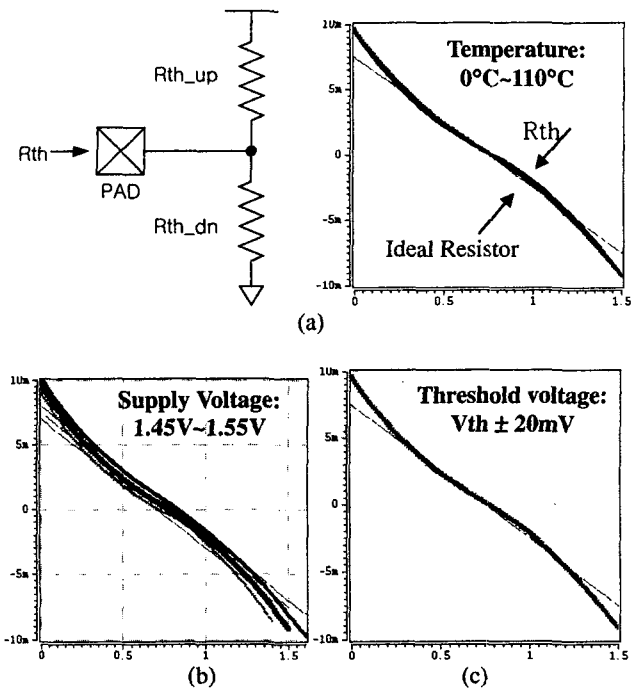 Rth_up
Rth
PAD
Rth_dn
10m
5m
0
-5m
-10m
0
0.5
1
1.5
Temperature:
0°C~110°C
Rth
Ideal Resistor
(a)
10m
5m
0
-5m
-10m
0
0.5
1.0
1.5
Supply Voltage:
1.45V~1.55V
(b)
10m
5m
0
-5m
-10m
0
0.5
1
1.5
Threshold voltage:
Vth ± 20mV
(c)